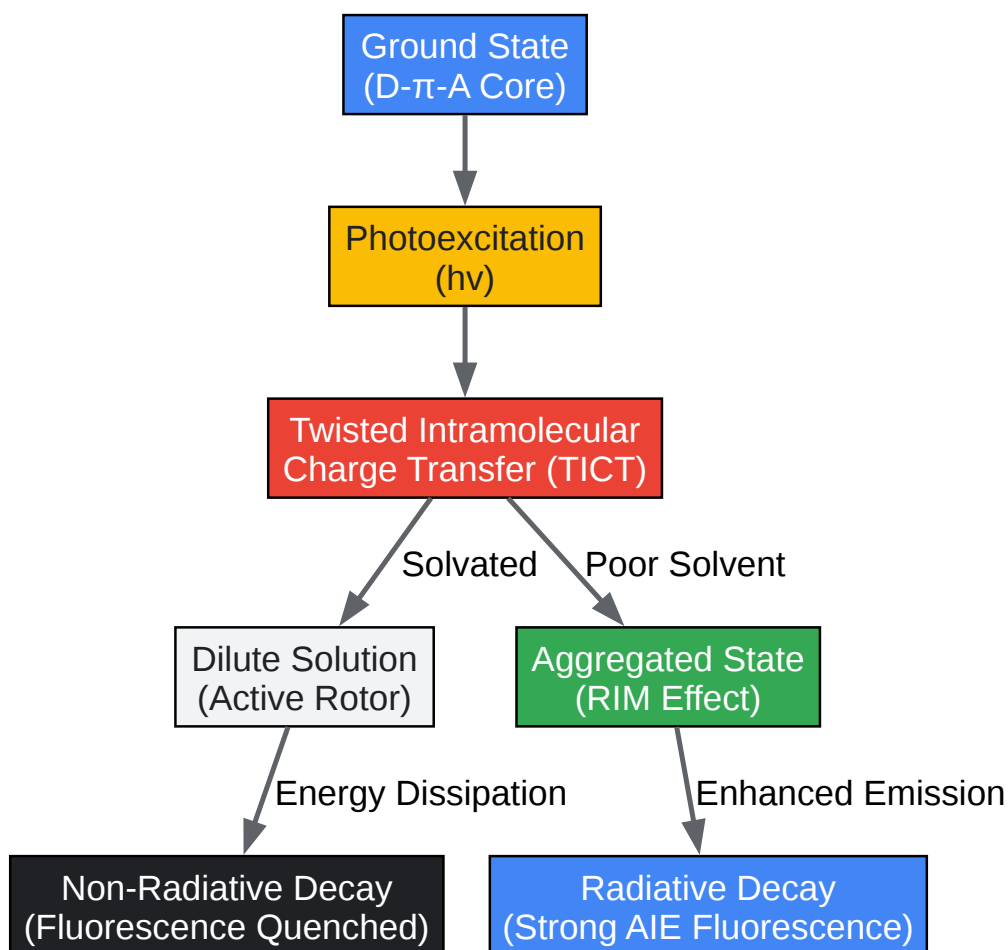 Ground State
(D-π-A Core)
Photoexcitation
(hv)
Twisted Intramolecular
Charge Transfer (TICT)
Solvated
Poor Solvent
Dilute Solution
(Active Rotor)
Aggregated State
(RIM Effect)
Energy Dissipation
Enhanced Emission
Non-Radiative Decay
(Fluorescence Quenched)
Radiative Decay
(Strong AIE Fluorescence)